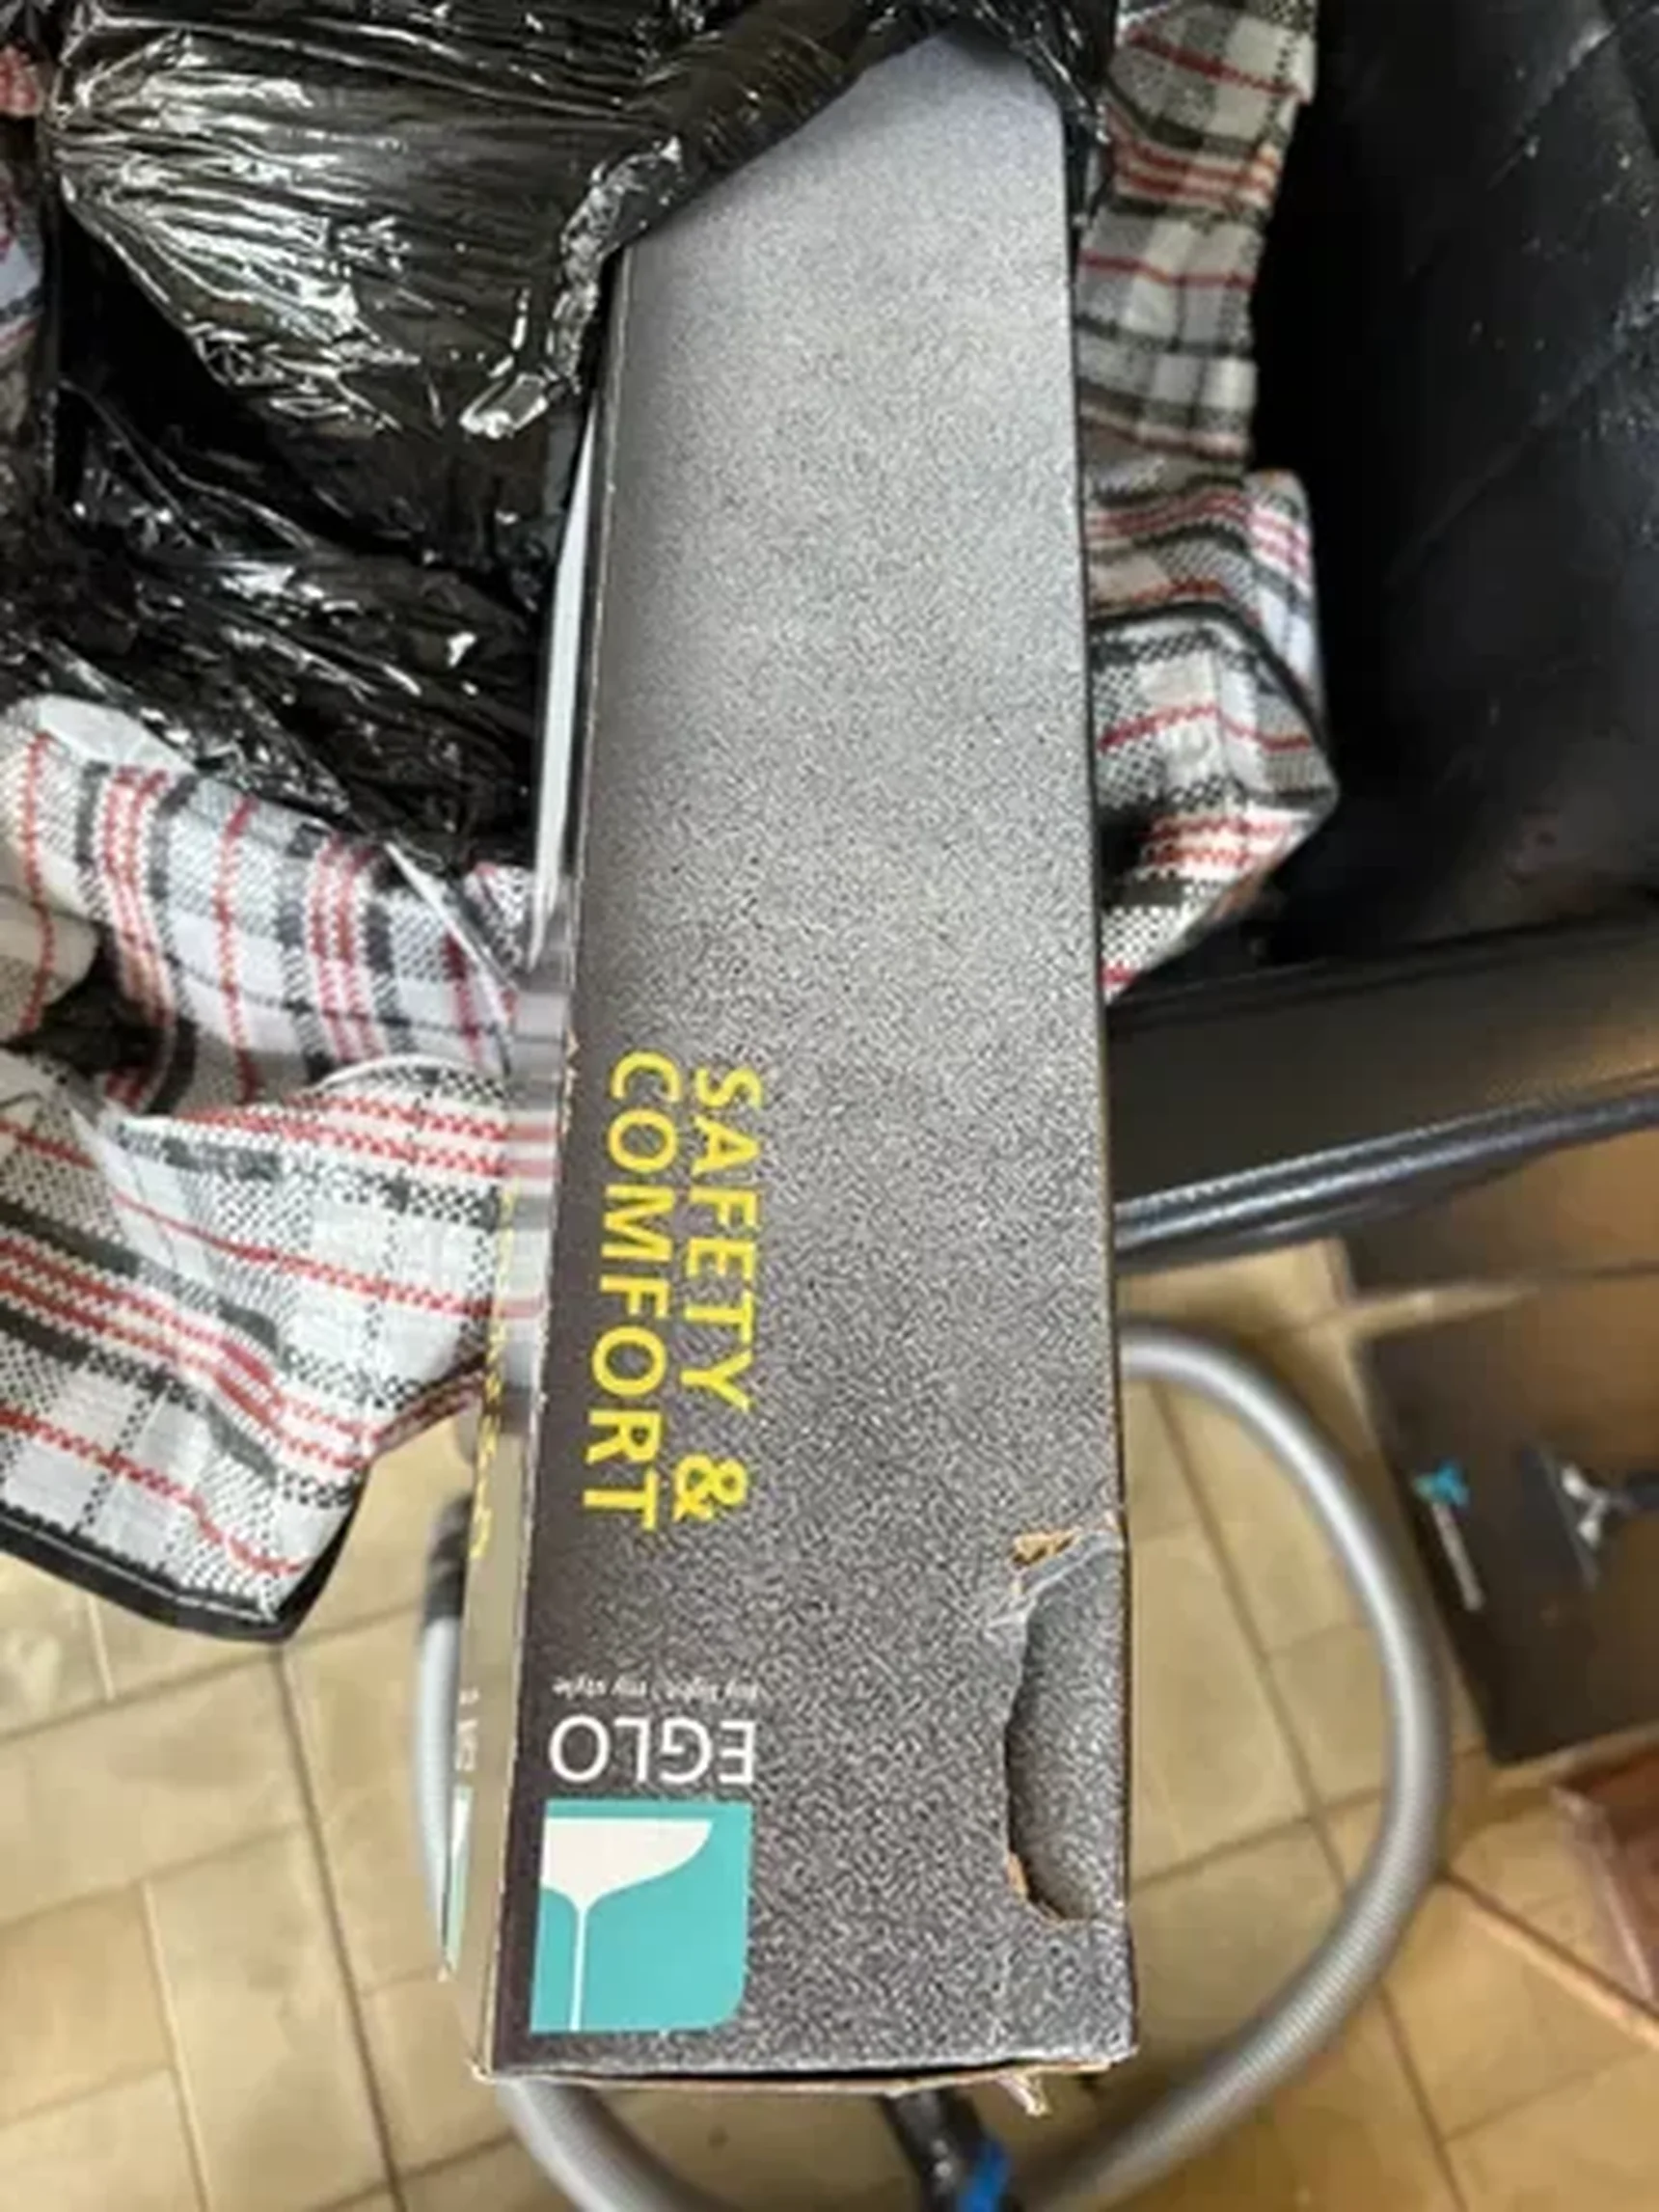 SAFETY &
COMFORT
EGLO
my light | my style